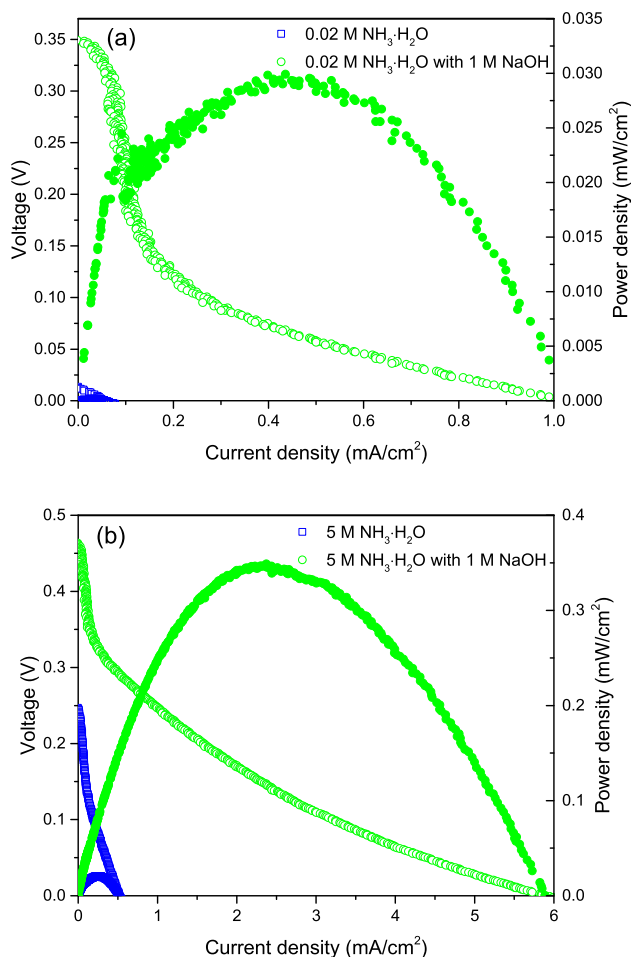 (a)
0.02 M NH₃·H₂O
0.02 M NH₃·H₂O with 1 M NaOH
Voltage (V)
0.35
0.30
0.25
0.20
0.15
0.10
0.05
0.00
0.035
0.030
0.025
0.020
0.015
0.010
0.005
0.000
Power density (mW/cm²)
0.0 0.2 0.4 0.6 0.8 1.0
Current density (mA/cm²)
(b)
5 M NH₃·H₂O
5 M NH₃·H₂O with 1 M NaOH
Voltage (V)
0.5
0.4
0.3
0.2
0.1
0.0
0.4
0.3
0.2
0.1
0.0
Power density (mW/cm²)
0 1 2 3 4 5 6
Current density (mA/cm²)